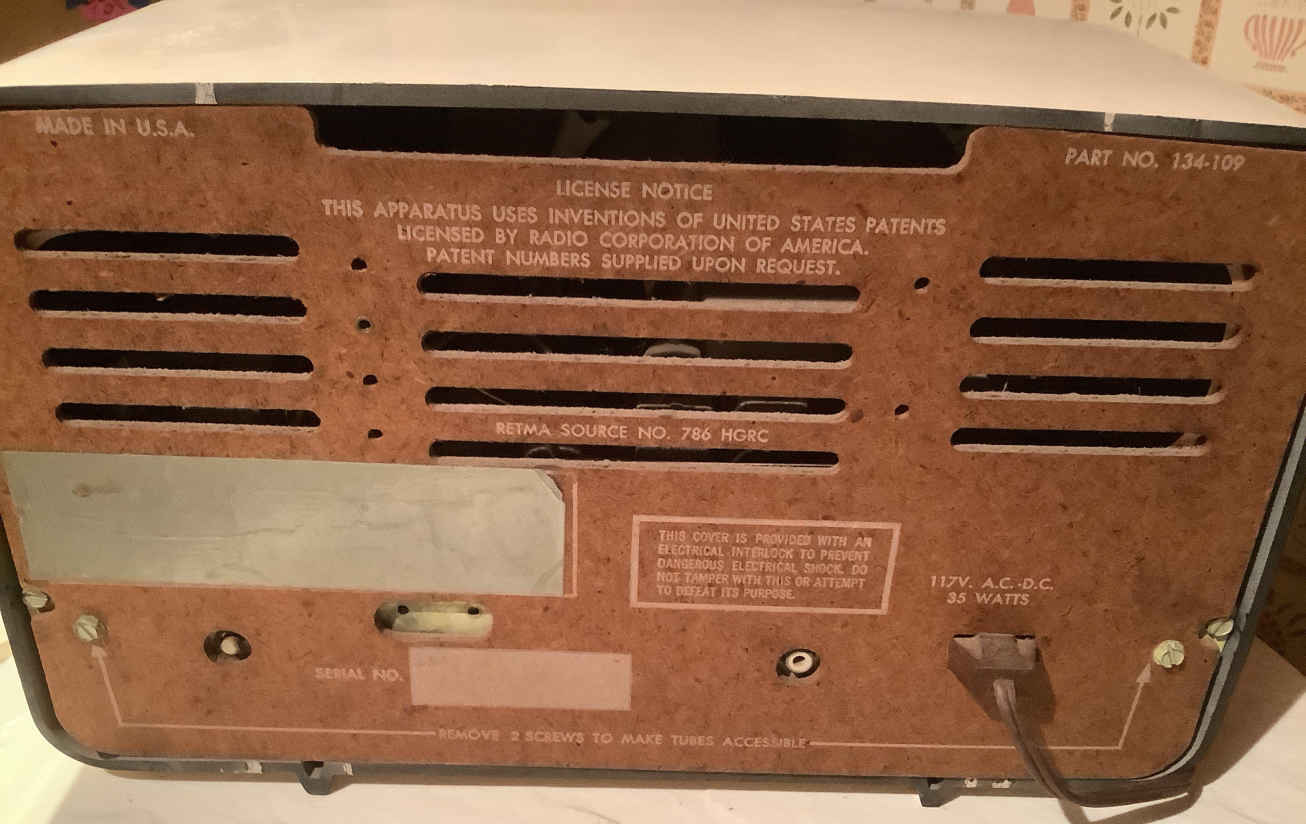 MADE IN U.S.A.
PART NO. 134-109
LICENSE NOTICE
THIS APPARATUS USES INVENTIONS OF UNITED STATES PATENTS
LICENSED BY RADIO CORPORATION OF AMERICA.
PATENT NUMBERS SUPPLIED UPON REQUEST.
RETMA SOURCE NO. 786 HGRC
THIS COVER IS PROVIDED WITH AN
ELECTRICAL INTERLOCK TO PREVENT
DANGEROUS ELECTRICAL SHOCK. DO
NOT TAMPER WITH THIS OR ATTEMPT
TO DEFEAT ITS PURPOSE.
117V. A.C.-D.C.
35 WATTS
SERIAL NO.
REMOVE 2 SCREWS TO MAKE TUBES ACCESSIBLE